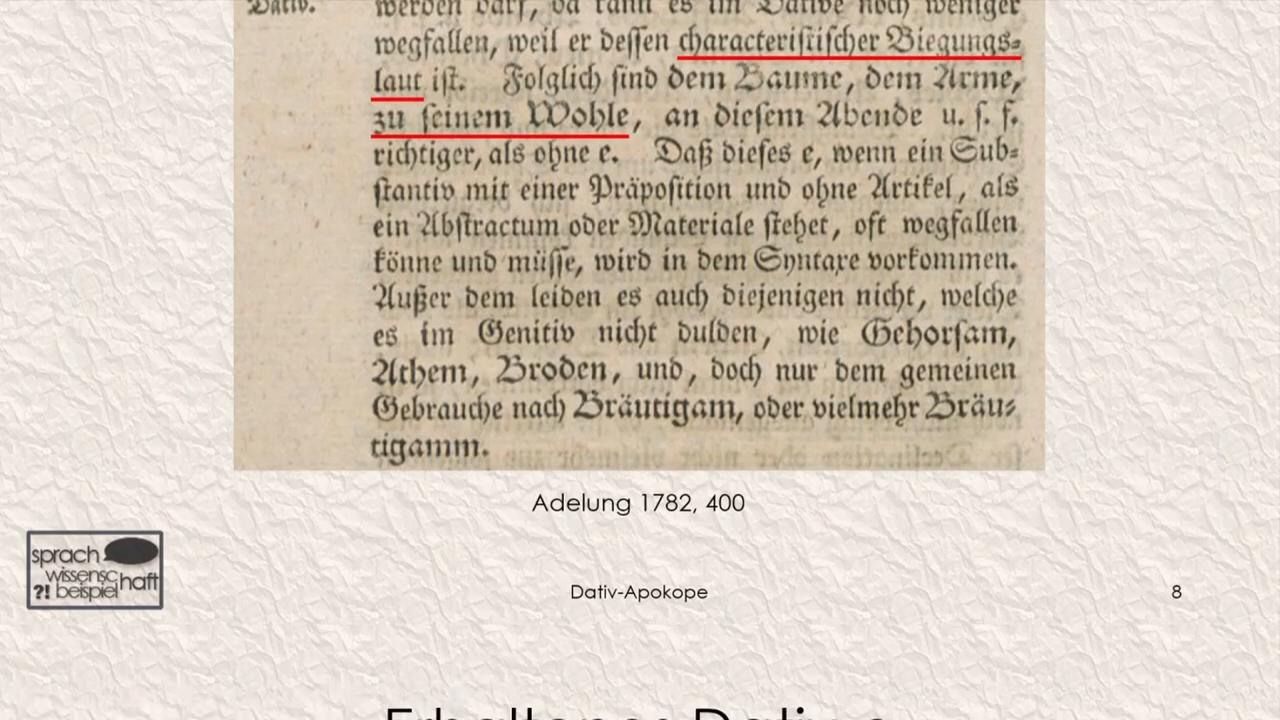 Dativ. werden darf, da kann es im Dative noch weniger
wegfallen, weil er dessen characteristischer Biegungs-
laut ist. Folglich sind dem Baume, dem Arme,
zu seinem Wohle, an diesem Abende u. s. f.
richtiger, als ohne e. Daß dieses e, wenn ein Sub-
stantiv mit einer Präposition und ohne Artikel, als
ein Abstractum oder Materiale stehet, oft wegfallen
könne und müsse, wird in dem Syntaxe vorkommen.
Außer dem leiden es auch diejenigen nicht, welche
es im Genitiv nicht dulden, wie Gehorsam,
Athem, Broden, und, doch nur dem gemeinen
Gebrauche nach Bräutigam, oder vielmehr Bräu-
tigamm.
Adelung 1782, 400
sprach
wissensc
haft
?! beispiel
Dativ-Apokope
8
Erhaltenes Dativ-e